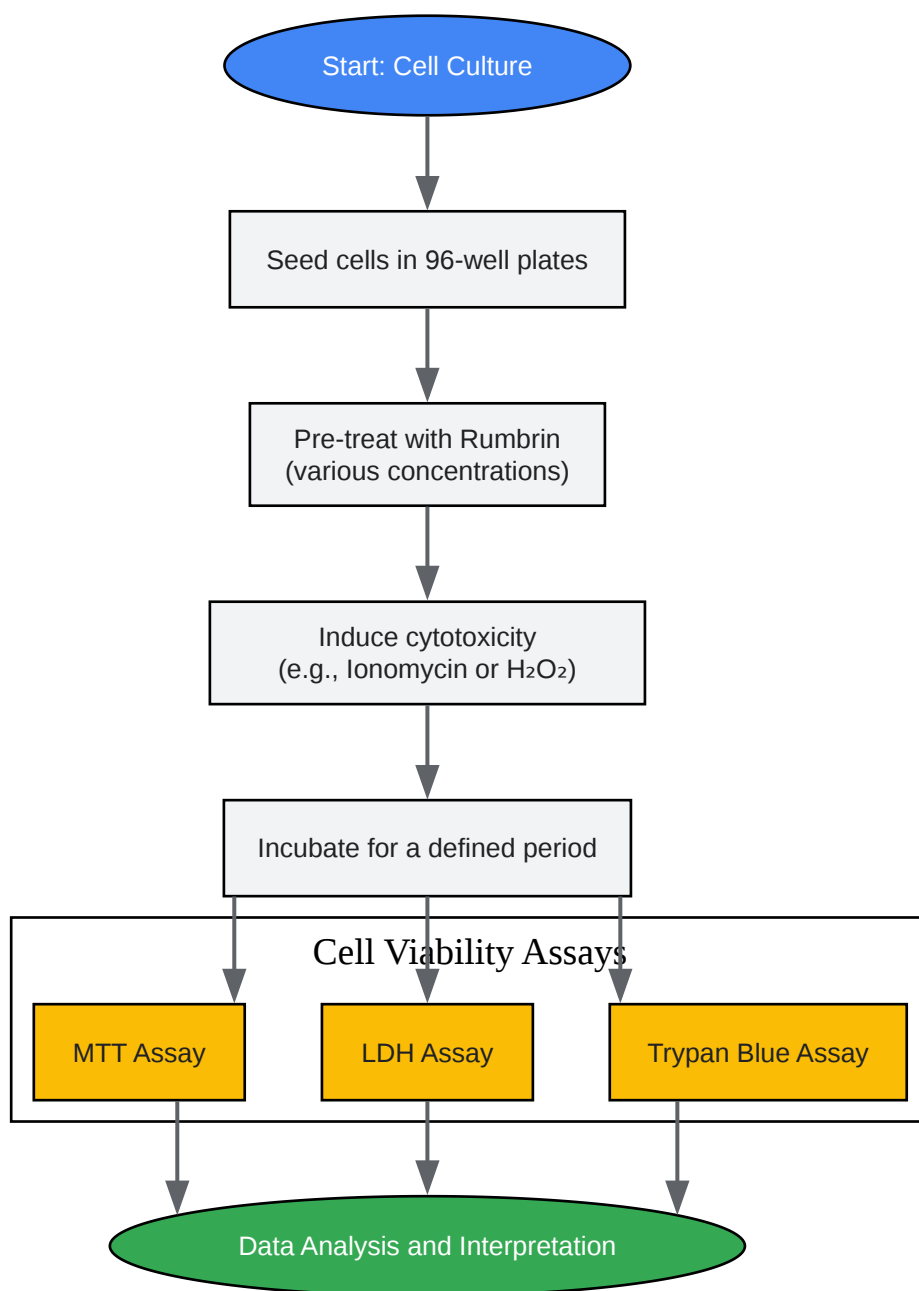 Start: Cell Culture
Seed cells in 96-well plates
Pre-treat with Rumbrin
(various concentrations)
Induce cytotoxicity
(e.g., Ionomycin or H₂O₂)
Incubate for a defined period
Cell Viability Assays
MTT Assay
LDH Assay
Trypan Blue Assay
Data Analysis and Interpretation